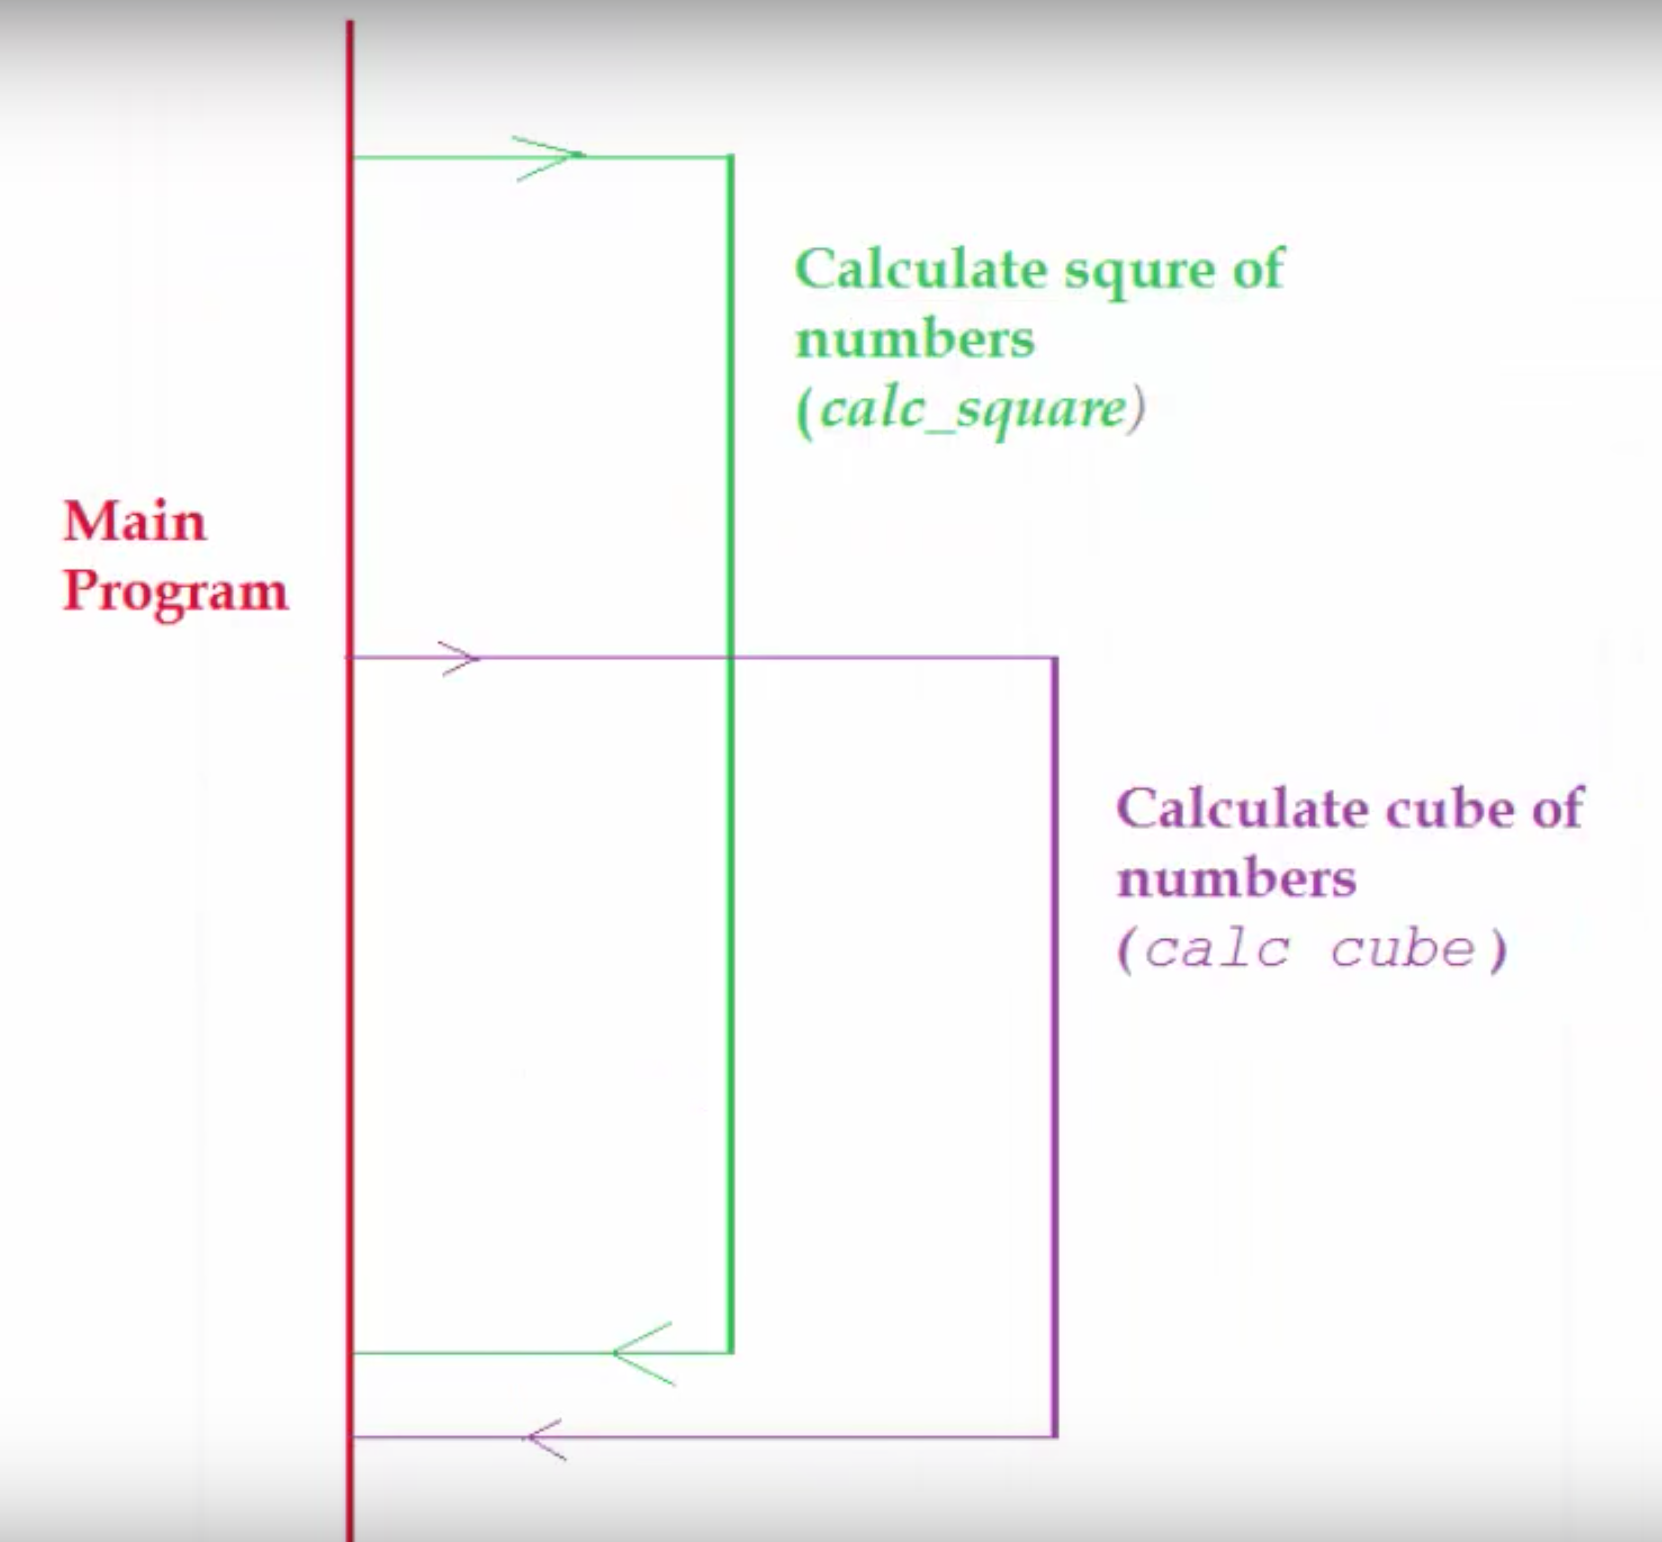 Calculate squre of
numbers
(calc_square)
Main
Program
Calculate cube of
numbers
(calc cube)